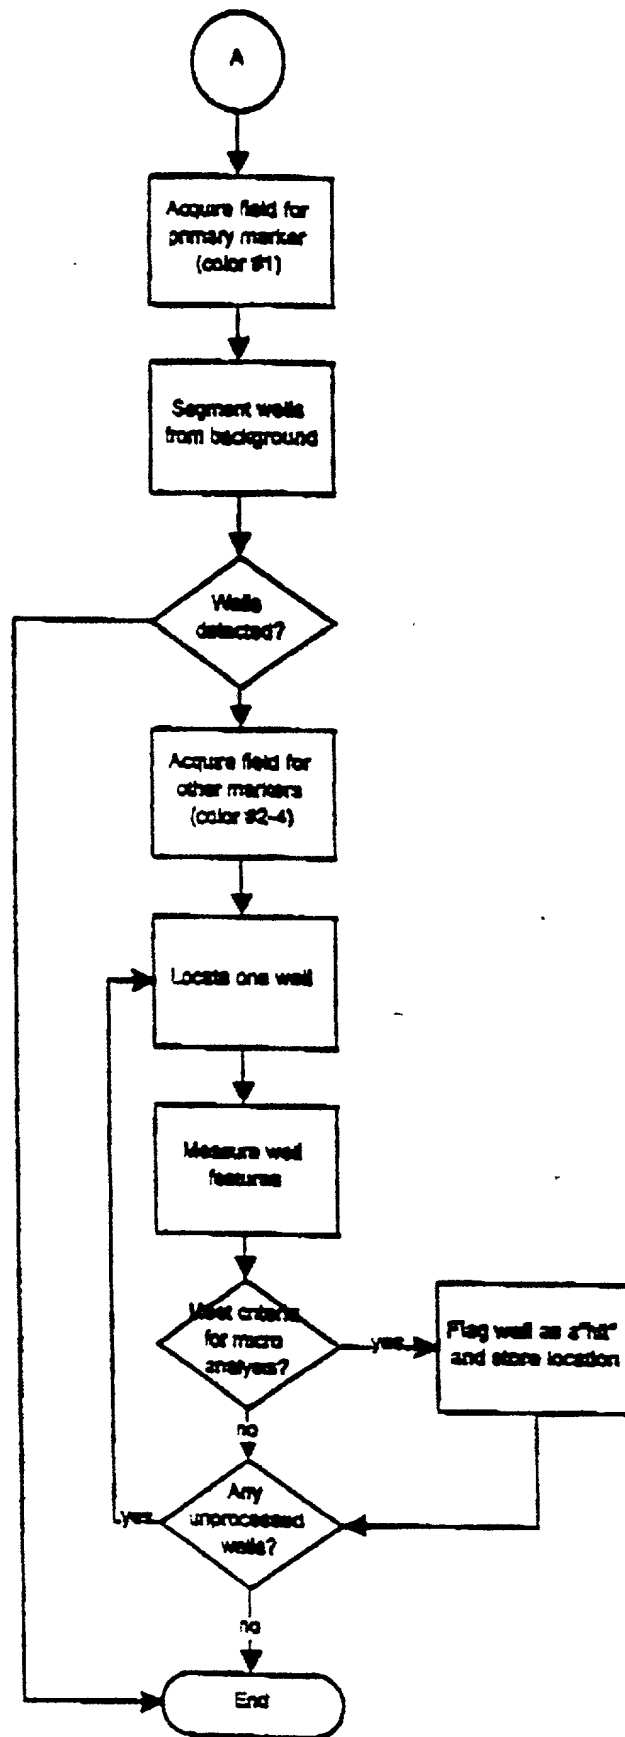 A
Acquire field for
primary marker
(color #1)
Segment wells
from background
Wells
detected?
Acquire field for
other markers
(color #2-4)
Locate one well
Measure well
features
Meet criteria
for micro
analysis?
yes
Flag well as a "hit"
and store location
no
Any
unprocessed
wells?
yes
no
End